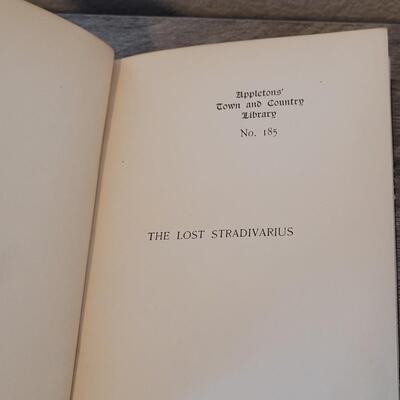 Appletons'
Town and Country
Library
No. 185
THE LOST STRADIVARIUS